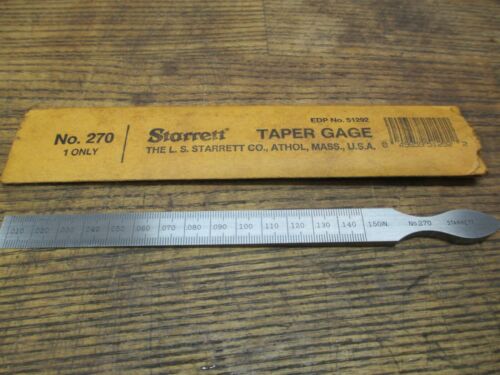 EDP No. 51292
No. 270
1 ONLY
Starrett
TAPER GAGE
THE L. S. STARRETT CO., ATHOL, MASS., U.S.A.
.010 .020 .030 .040 .050 .060 .070 .080 .090 .100 .110 .120 .130 .140 .150IN. No.270 STARRETT